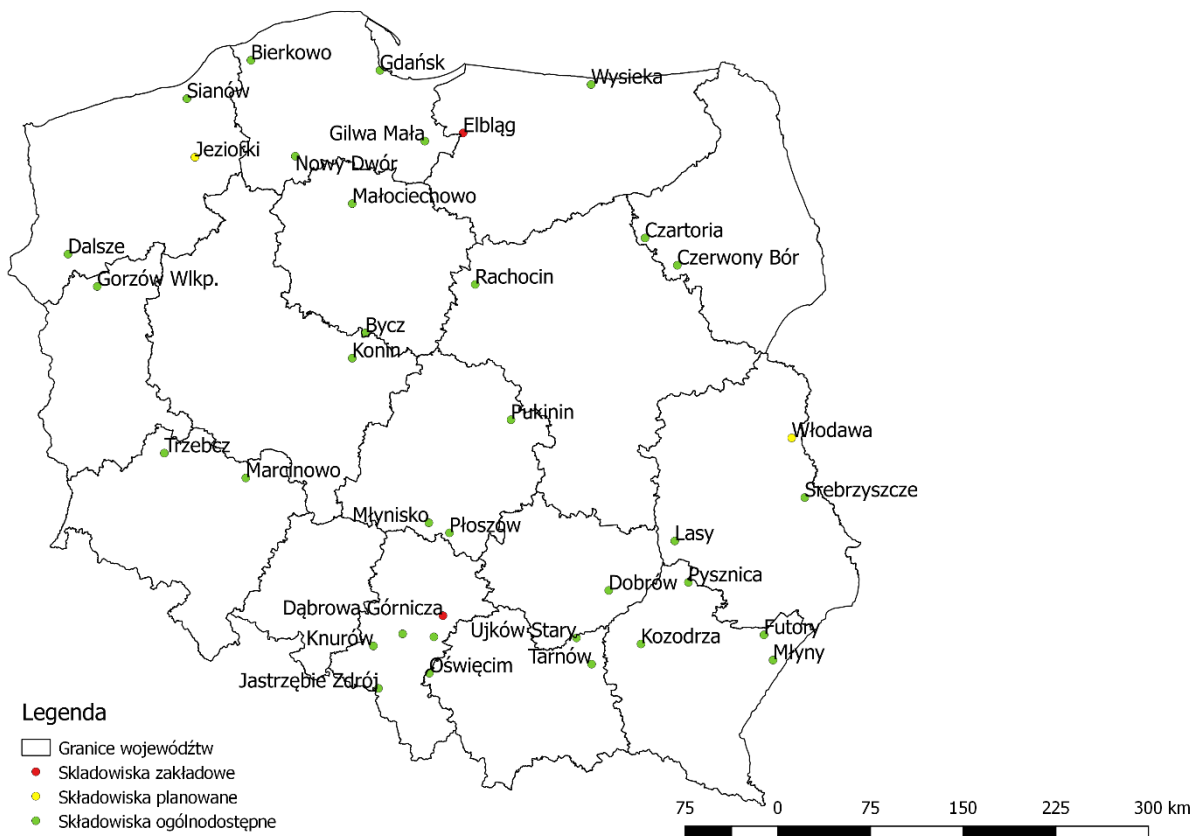 Bierkowo
Gdańsk
Wysieka
Sianów
Elbląg
Gilwa Mała
Jeziorki
Nowy Dwór
Małociechowo
Czartoria
Dalsze
Czerwony Bór
Gorzów Wlkp.
Rachocin
Bycz
Konin
Pukinin
Włodawa
Trzebcz
Marcinowo
Srebrzyszcze
Młynisko
Płoszów
Lasy
Pysznica
Dobrów
Dąbrowa Górnicza
Ujków Stary
Futory
Knurów
Kozodrza
Tarnów
Młyny
Oświęcim
Jastrzębie Zdrój
Legenda
Granice wojewódźtw
Skladowiska zakładowe
Składowiska planowane
Składowiska ogólnodostępne
75 0 75 150 225 300 km